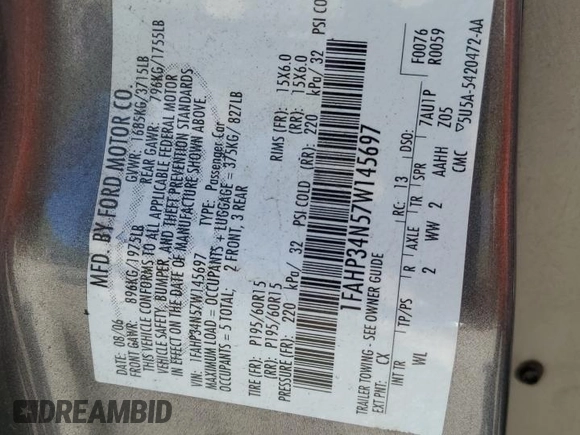 MFD. BY FORD MOTOR CO.
DATE: 08/06 GVWR: 1685KG/3715LB
FRONT GAWR: 896KG/1975LB REAR GAWR: 796KG/1755LB
THIS VEHICLE CONFORMS TO ALL APPLICABLE FEDERAL MOTOR
VEHICLE SAFETY, BUMPER, AND THEFT PREVENTION STANDARDS
IN EFFECT ON THE DATE OF MANUFACTURE SHOWN ABOVE.
VIN: 1FAHP34N57W145697 TYPE: Passenger Car
MAXIMUM LOAD = OCCUPANTS + LUGGAGE = 375KG/ 827LB
OCCUPANTS = 5 TOTAL; 2 FRONT, 3 REAR
TIRE (FR): P195/60R15 RIMS (FR): 15X6.0
(RR): P195/60R15 (RR): 15X6.0
PRESSURE (FR): 220 kPa/ 32 PSI COLD (RR): 220 kPa/ 32 PSI COL
1FAHP34N57W145697
TRAILER TOWING - SEE OWNER GUIDE
EXT PNT: CX RC: 13 DSO: F0076
R0059
INT TR TP/PS R AXLE TR SPR 7AU1P
WL 2 WW 2 AAHH Z05
CMC 5U5A-5420472-AA
DREAMBID